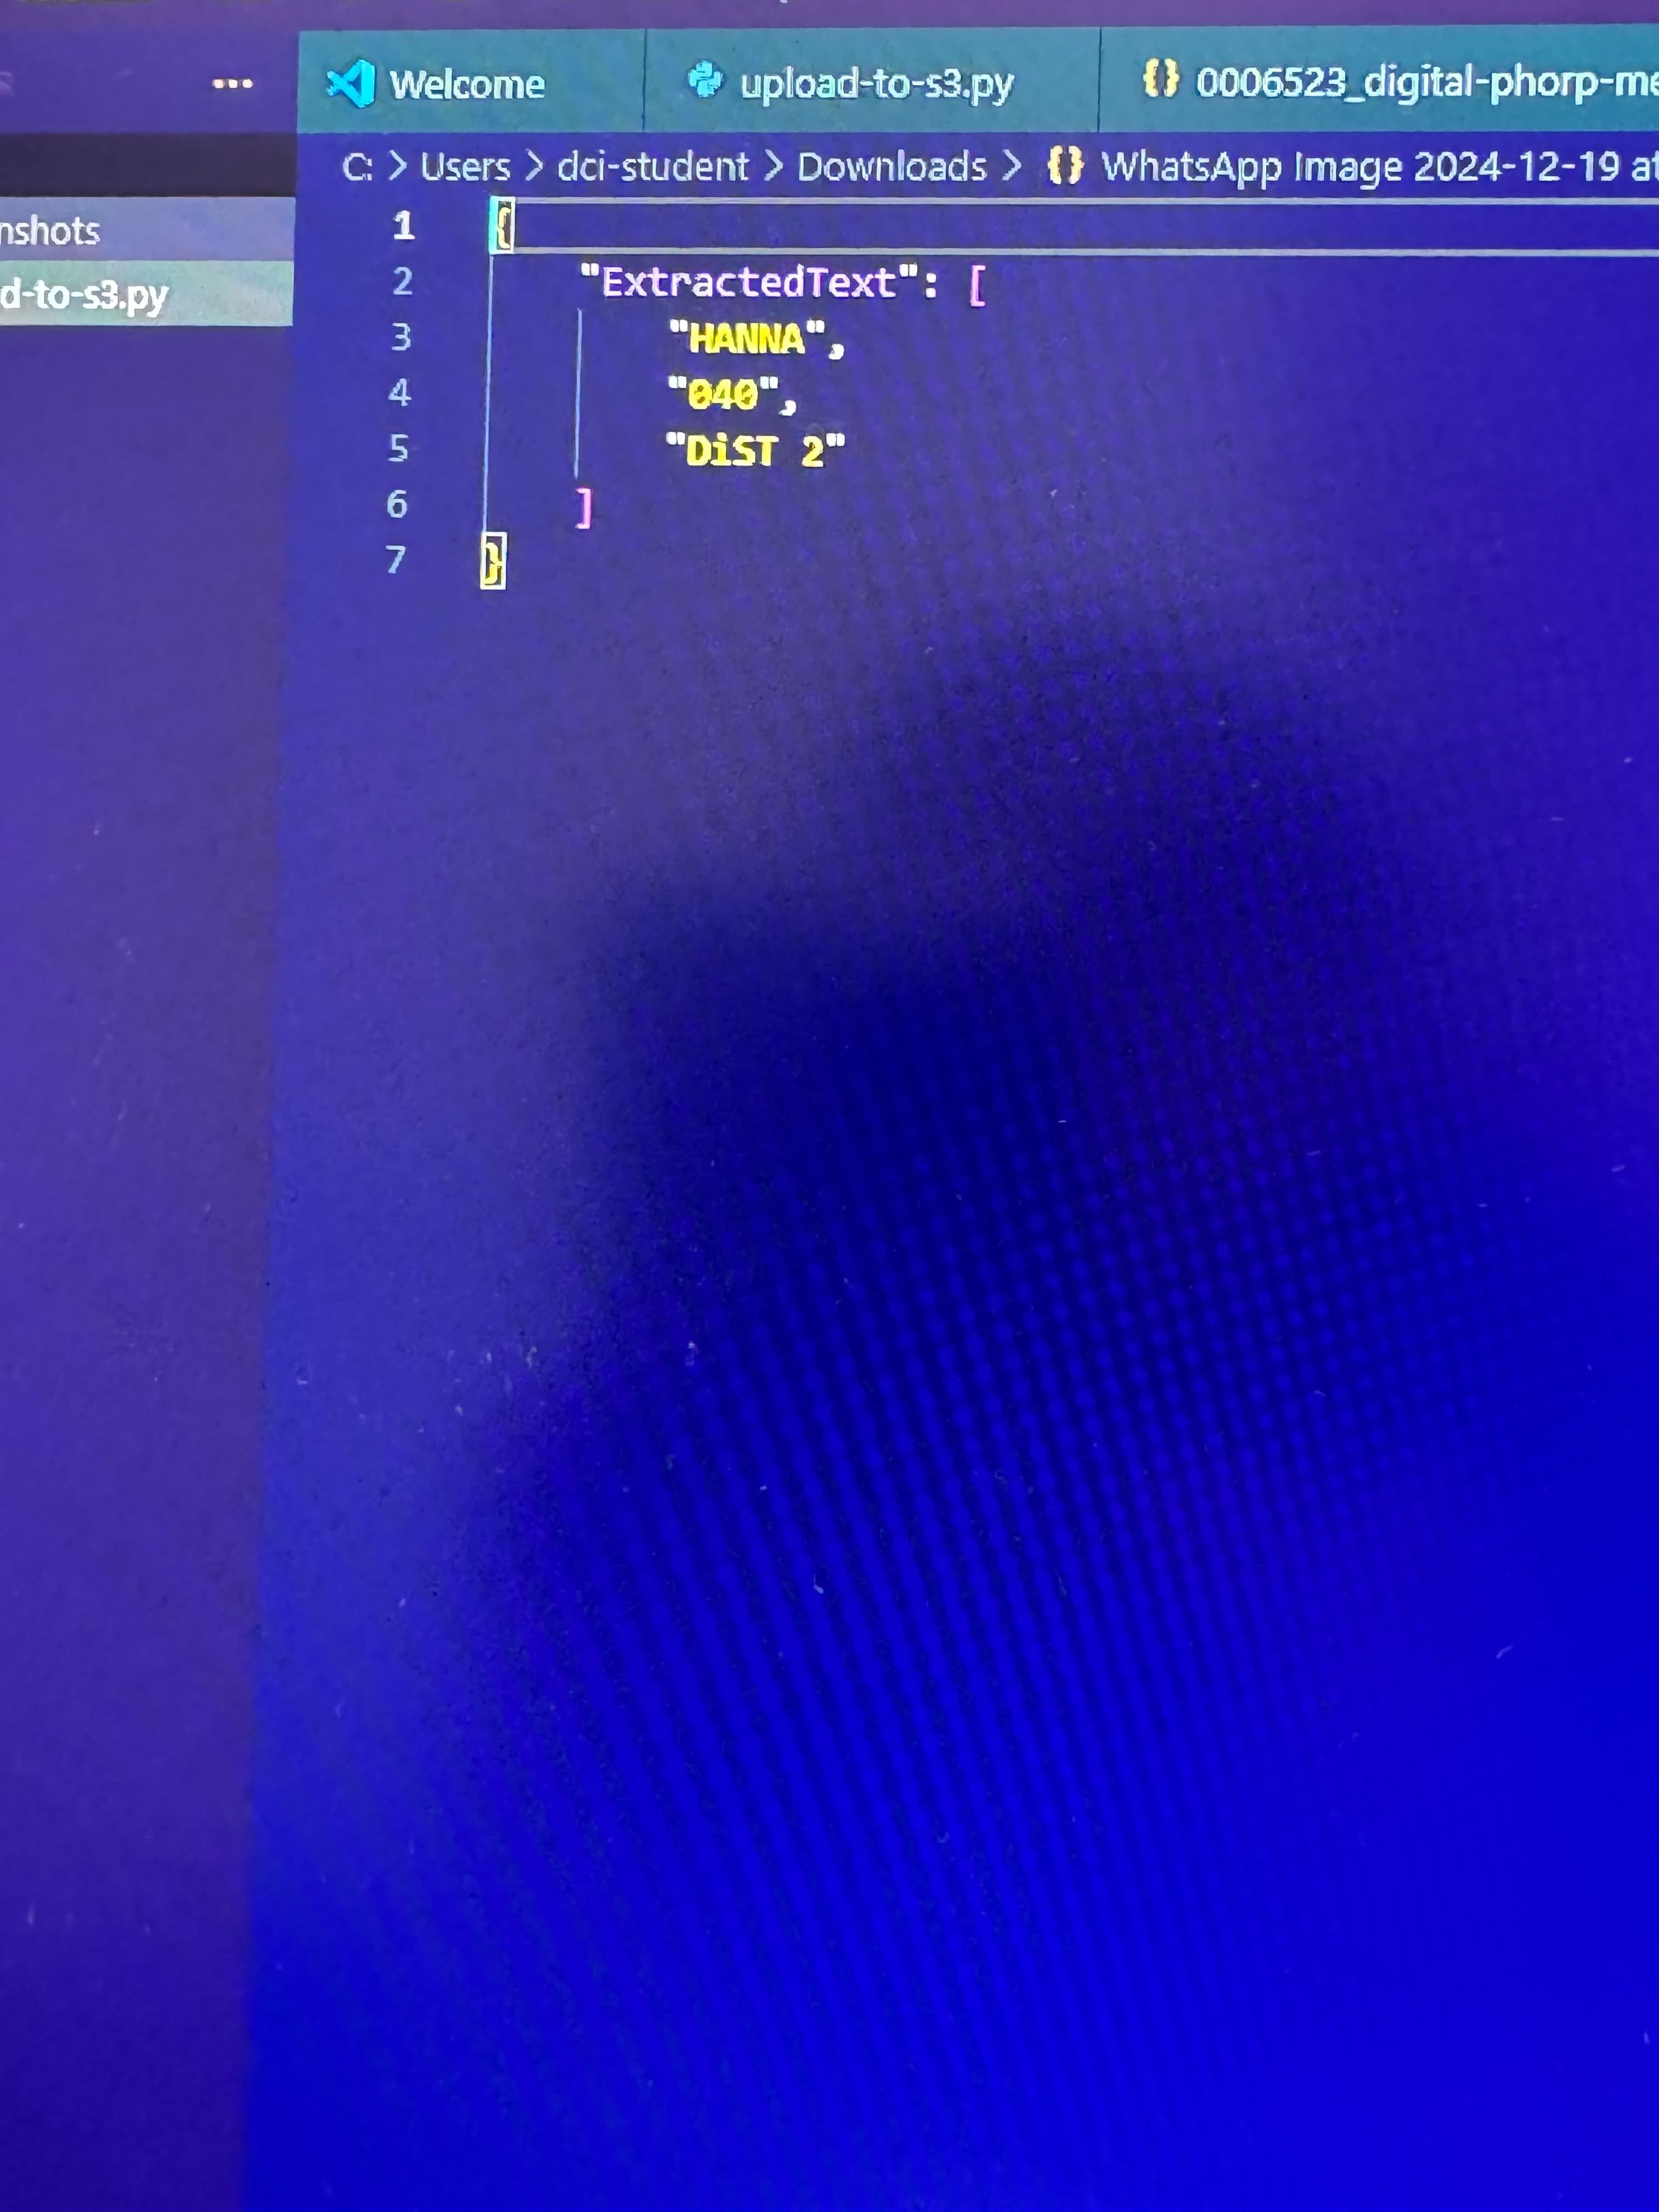 ... Welcome upload-to-s3.py {} 0006523_digital-phorp-me
C: > Users > dci-student > Downloads > {} WhatsApp Image 2024-12-19 at
nshots
d-to-s3.py
1 {
2 "ExtractedText": [
3 "HANNA",
4 "040",
5 "DiST 2"
6 ]
7 }